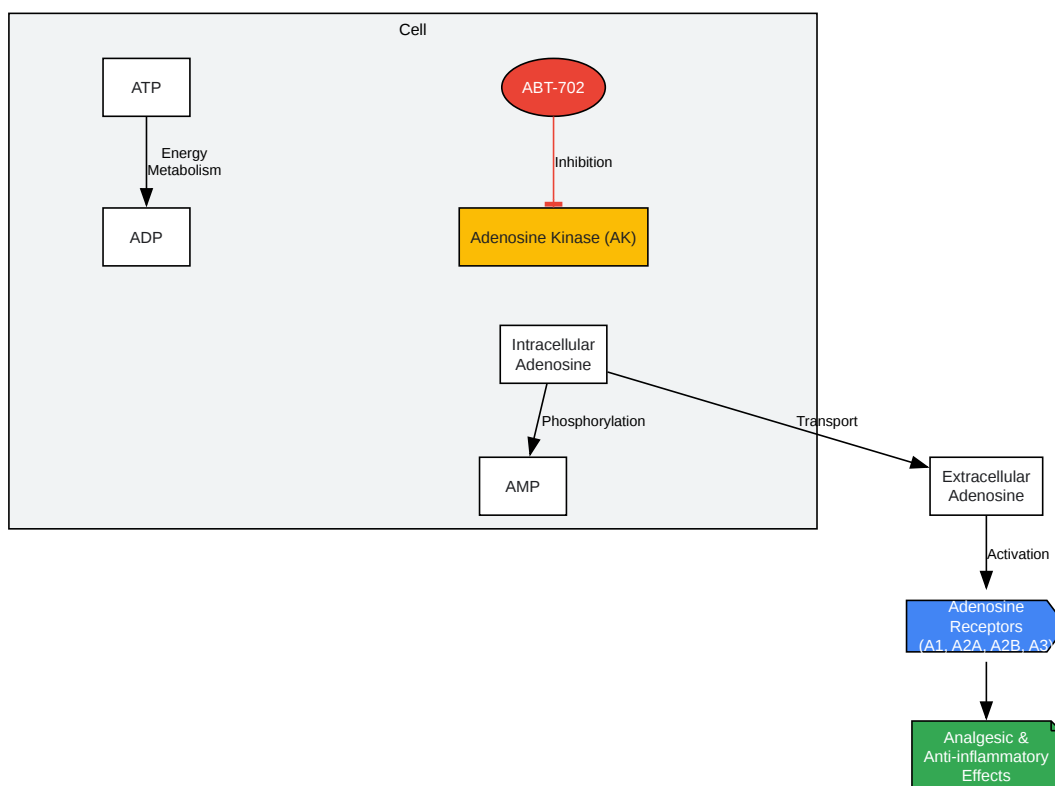 Cell
ATP
ABT-702
Energy
Metabolism
Inhibition
ADP
Adenosine Kinase (AK)
Intracellular
Adenosine
Phosphorylation
Transport
AMP
Extracellular
Adenosine
Activation
Adenosine
Receptors
(A1, A2A, A2B, A3)
Analgesic &
Anti-inflammatory
Effects